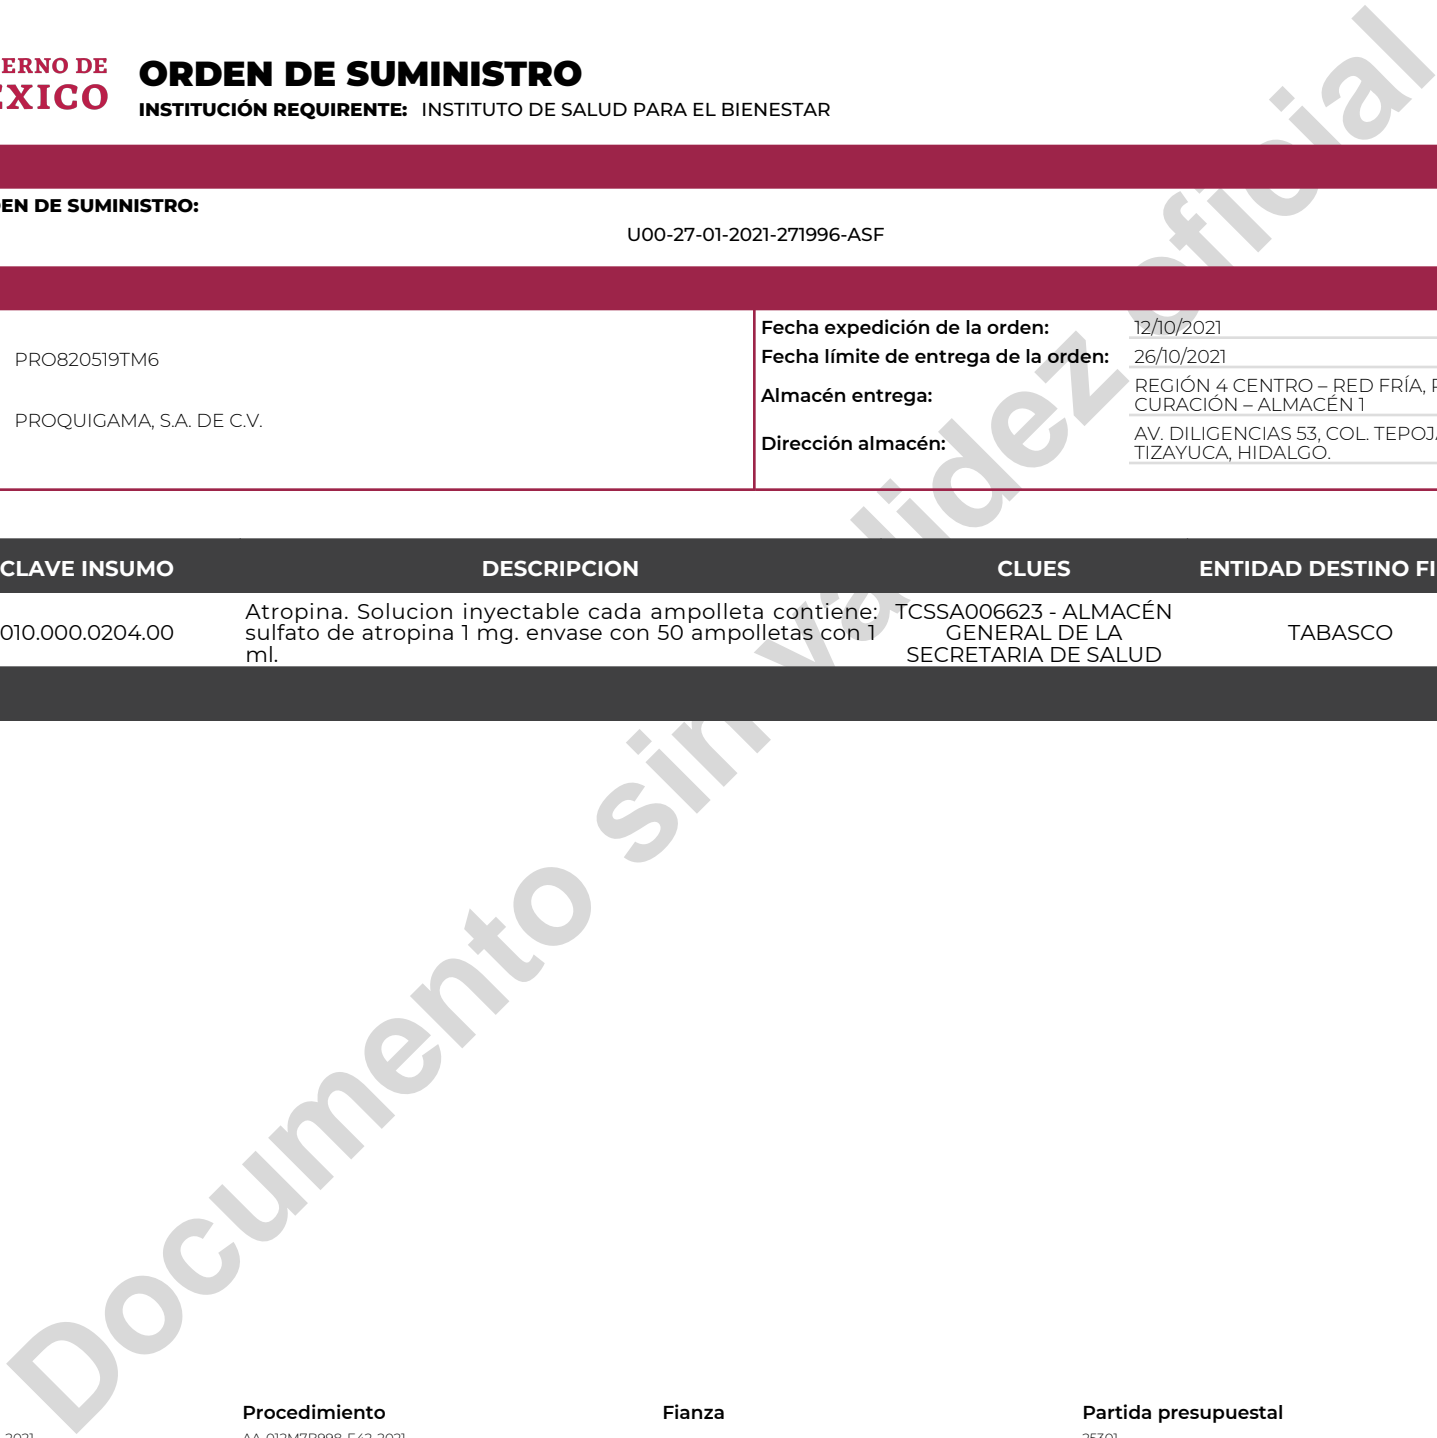 ERNO DE
ÉXICO
ORDEN DE SUMINISTRO
INSTITUCIÓN REQUIRENTE: INSTITUTO DE SALUD PARA EL BIENESTAR
EN DE SUMINISTRO:
U00-27-01-2021-271996-ASF
PRO820519TM6
PROQUIGAMA, S.A. DE C.V.
Fecha expedición de la orden: 12/10/2021
Fecha límite de entrega de la orden: 26/10/2021
Almacén entrega: REGIÓN 4 CENTRO – RED FRÍA,
CURACIÓN – ALMACÉN 1
Dirección almacén: AV. DILIGENCIAS 53, COL. TEPOJA
TIZAYUCA, HIDALGO.
CLAVE INSUMO DESCRIPCION CLUES ENTIDAD DESTINO FI
010.000.0204.00
Atropina. Solucion inyectable cada ampolleta contiene:
sulfato de atropina 1 mg. envase con 50 ampolletas con 1
ml.
TCSSA006623 - ALMACÉN
GENERAL DE LA
SECRETARIA DE SALUD
TABASCO
Documento sin validez oficial
Procedimiento Fianza Partida presupuestal